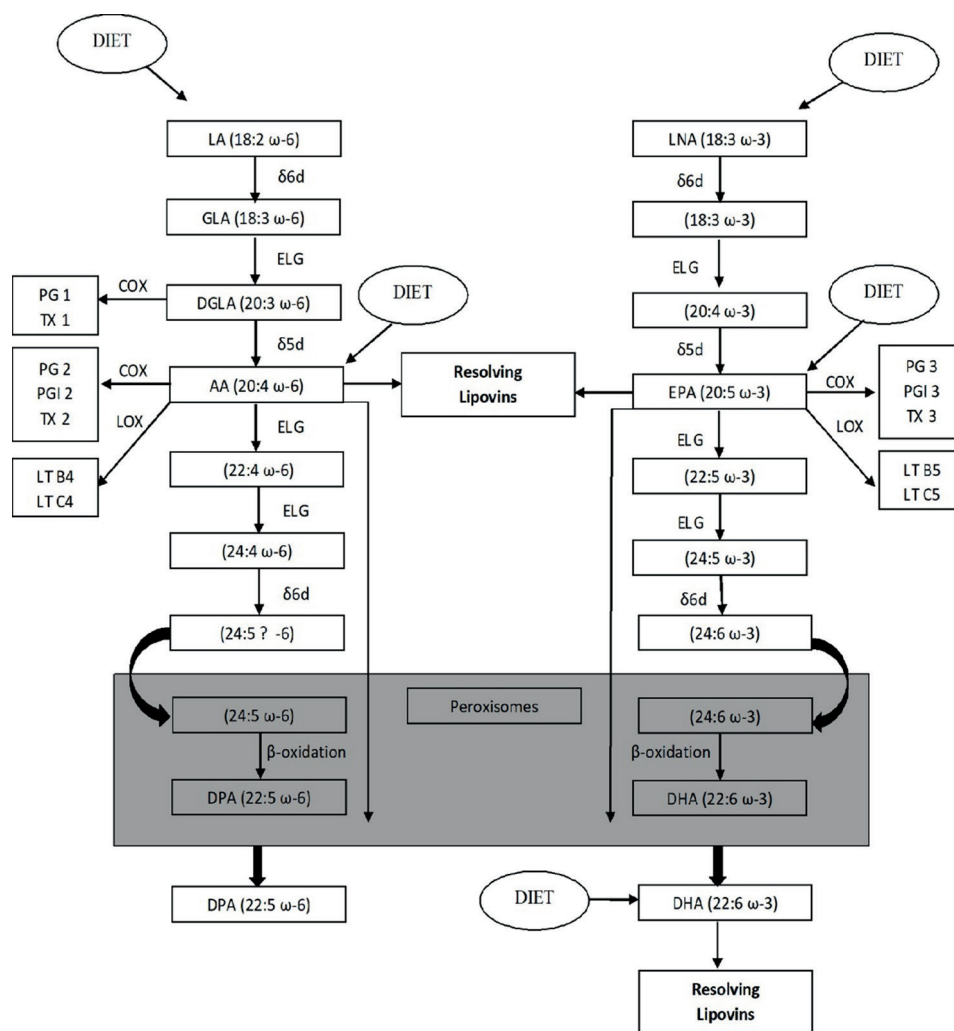 DIET
DIET
LA (18:2 ω-6)
LNA (18:3 ω-3)
δ6d
δ6d
GLA (18:3 ω-6)
(18:3 ω-3)
ELG
ELG
PG 1
TX 1
COX
DGLA (20:3 ω-6)
DIET
(20:4 ω-3)
DIET
δ5d
δ5d
PG 2
PGI 2
TX 2
COX
LOX
AA (20:4 ω-6)
Resolving
Lipovins
EPA (20:5 ω-3)
COX
LOX
PG 3
PGI 3
TX 3
ELG
ELG
LT B4
LT C4
(22:4 ω-6)
(22:5 ω-3)
LT B5
LT C5
ELG
ELG
(24:4 ω-6)
(24:5 ω-3)
δ6d
δ6d
(24:5 ? -6)
(24:6 ω-3)
(24:5 ω-6)
Peroxisomes
(24:6 ω-3)
β-oxidation
β-oxidation
DPA (22:5 ω-6)
DHA (22:6 ω-3)
DPA (22:5 ω-6)
DIET
DHA (22:6 ω-3)
Resolving
Lipovins